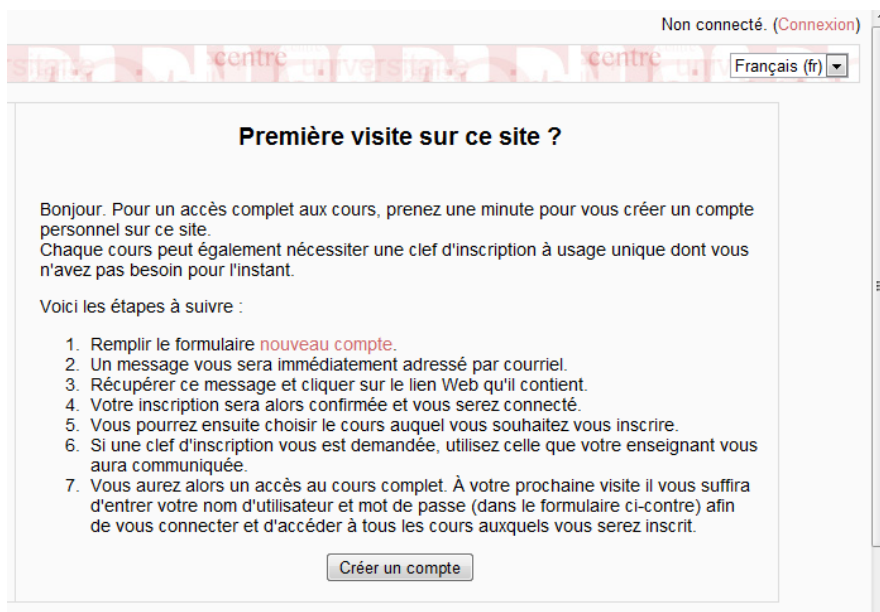 Non connecté. (Connexion)
centre universitaire centre
Français (fr)
Première visite sur ce site ?
Bonjour. Pour un accès complet aux cours, prenez une minute pour vous créer un compte
personnel sur ce site.
Chaque cours peut également nécessiter une clef d'inscription à usage unique dont vous
n'avez pas besoin pour l'instant.
Voici les étapes à suivre :
1. Remplir le formulaire nouveau compte.
2. Un message vous sera immédiatement adressé par courriel.
3. Récupérer ce message et cliquer sur le lien Web qu'il contient.
4. Votre inscription sera alors confirmée et vous serez connecté.
5. Vous pourrez ensuite choisir le cours auquel vous souhaitez vous inscrire.
6. Si une clef d'inscription vous est demandée, utilisez celle que votre enseignant vous
aura communiquée.
7. Vous aurez alors un accès au cours complet. À votre prochaine visite il vous suffira
d'entrer votre nom d'utilisateur et mot de passe (dans le formulaire ci-contre) afin
de vous connecter et d'accéder à tous les cours auxquels vous serez inscrit.
Créer un compte